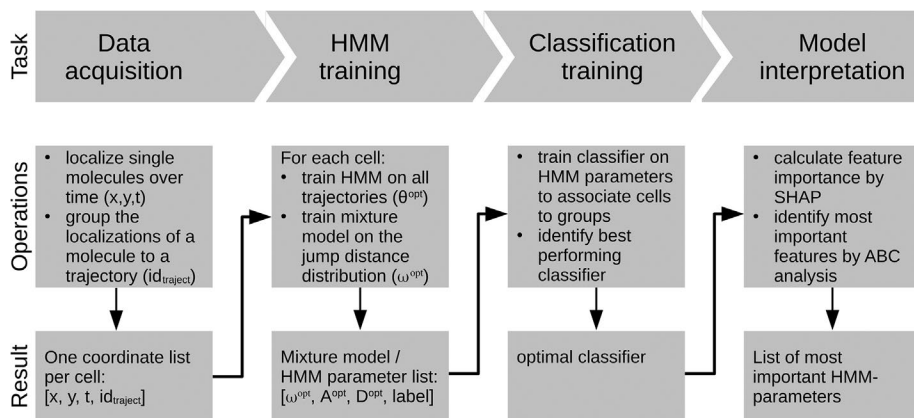 Task
Data
acquisition
HMM
training
Classification
training
Model
interpretation
Operations
• localize single
molecules over
time (x,y,t)
• group the
localizations of a
molecule to a
trajectory (id_traject)
For each cell:
• train HMM on all
trajectories (θ^opt)
• train mixture
model on the
jump distance
distribution (ω^opt)
• train classifier on
HMM parameters
to associate cells
to groups
• identify best
performing
classifier
• calculate feature
importance by
SHAP
• identify most
important
features by ABC
analysis
Result
One coordinate list
per cell:
[x, y, t, id_traject]
Mixture model /
HMM parameter list:
[ω^opt, A^opt, D^opt, label]
optimal classifier
List of most
important HMM-
parameters